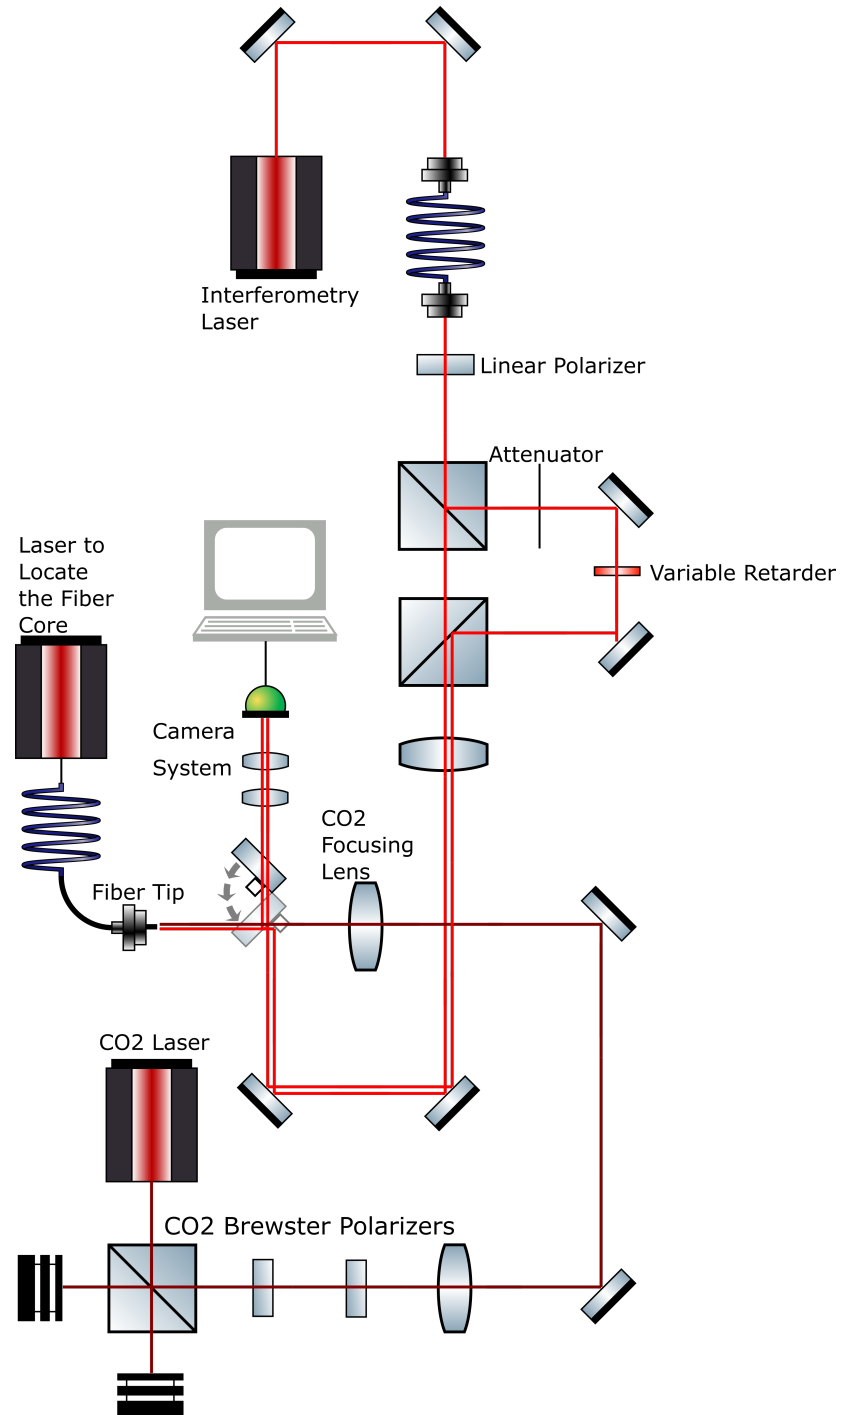 Interferometry
Laser
Linear Polarizer
Attenuator
Laser to
Locate
the Fiber
Core
Variable Retarder
Camera
System
CO2
Focusing
Lens
Fiber Tip
CO2 Laser
CO2 Brewster Polarizers